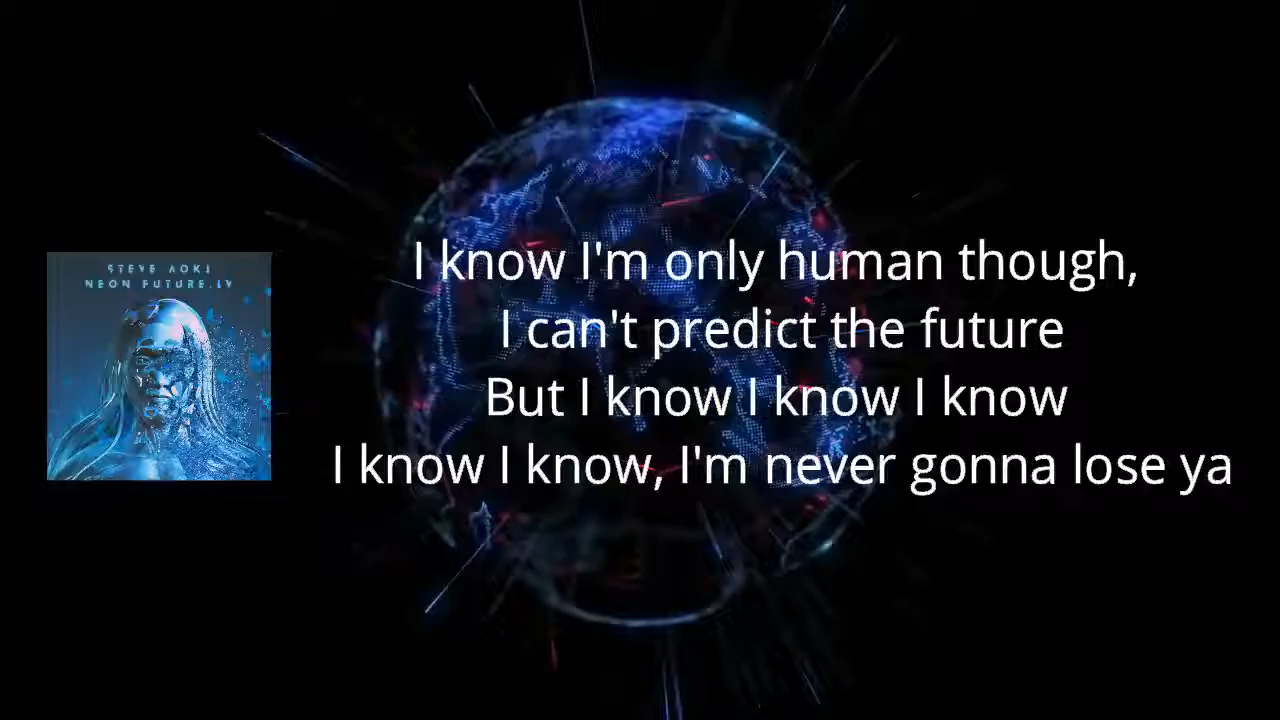 STEVE AOKI
NEON FUTURE.IV
I know I'm only human though,
I can't predict the future
But I know I know I know
I know I know, I'm never gonna lose ya